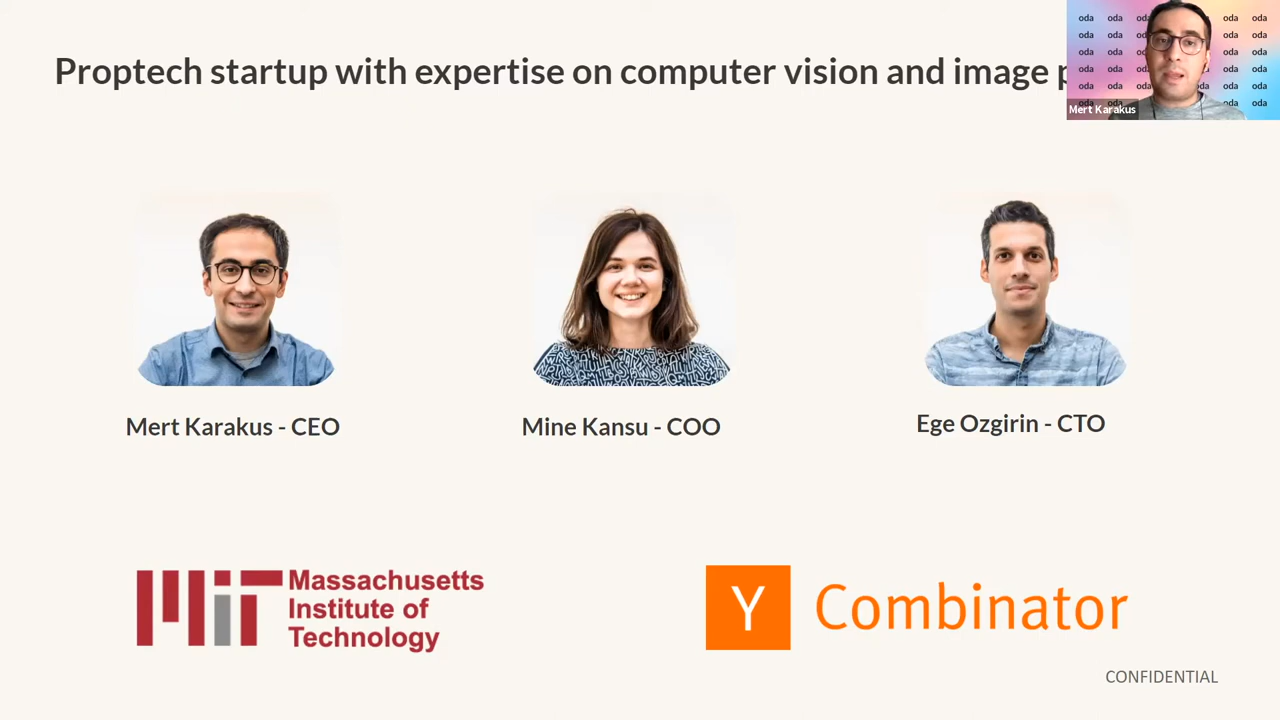 Proptech startup with expertise on computer vision and image
oda oda oda oda oda
oda oda oda oda
oda oda oda oda
oda oda oda oda
oda oda oda oda
oda oda oda oda
Mert Karakus
Mert Karakus - CEO
Mine Kansu - COO
Ege Ozgirin - CTO
MIT Massachusetts
Institute of
Technology
Y Combinator
CONFIDENTIAL